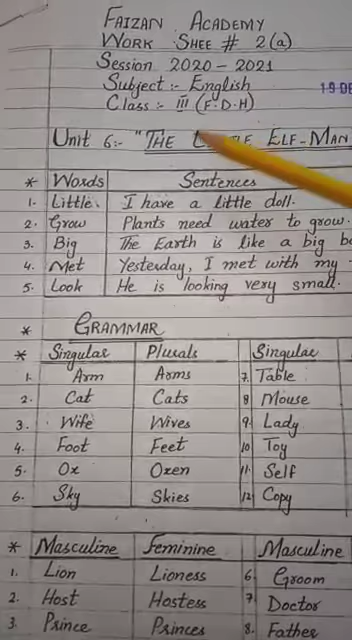 FAIZAN ACADEMY
WORK SHEE # 2(a)
Session 2020-2021
Subject:- English
Class:- III (F.D.H)
19 DE
Unit 6:- "THE ELF-MAN
* Words Sentences
1. Little. I have a little doll.
2. Grow Plants need water to grow.
3. Big The Earth is like a big
4. Met Yesterday, I met with my
5. Look He is looking very small.
* GRAMMAR
* Singular Plurals Singular
1. Arm Arms 7. Table
2. Cat Cats 8 Mouse
3. Wife Wives 9. Lady
4. Foot Feet 10 Toy
5. Ox Oxen 11. Self
6. Sky Skies 12. Copy
* Masculine Feminine Masculine
1. Lion Lioness 6. Groom
2. Host Hostess 7. Doctor
3. Prince Princes 8. Father